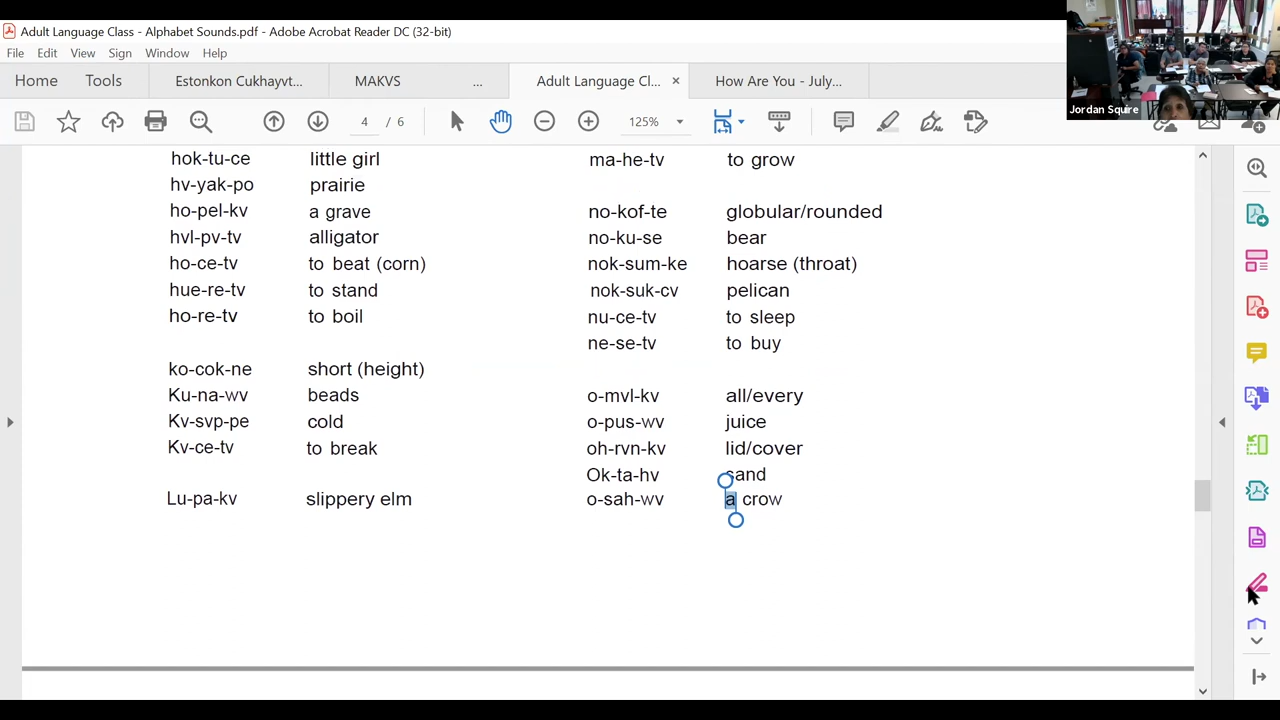 Adult Language Class - Alphabet Sounds.pdf - Adobe Acrobat Reader DC (32-bit)
File Edit View Sign Window Help
Home Tools Estonkon Cukhayvt... MAKVS ... Adult Language Cl... × How Are You - July...
4 / 6 125%
Jordan Squire
hok-tu-ce little girl
hv-yak-po prairie
ho-pel-kv a grave
hvl-pv-tv alligator
ho-ce-tv to beat (corn)
hue-re-tv to stand
ho-re-tv to boil
ko-cok-ne short (height)
Ku-na-wv beads
Kv-svp-pe cold
Kv-ce-tv to break
Lu-pa-kv slippery elm
ma-he-tv to grow
no-kof-te globular/rounded
no-ku-se bear
nok-sum-ke hoarse (throat)
nok-suk-cv pelican
nu-ce-tv to sleep
ne-se-tv to buy
o-mvl-kv all/every
o-pus-wv juice
oh-rvn-kv lid/cover
Ok-ta-hv sand
o-sah-wv a crow